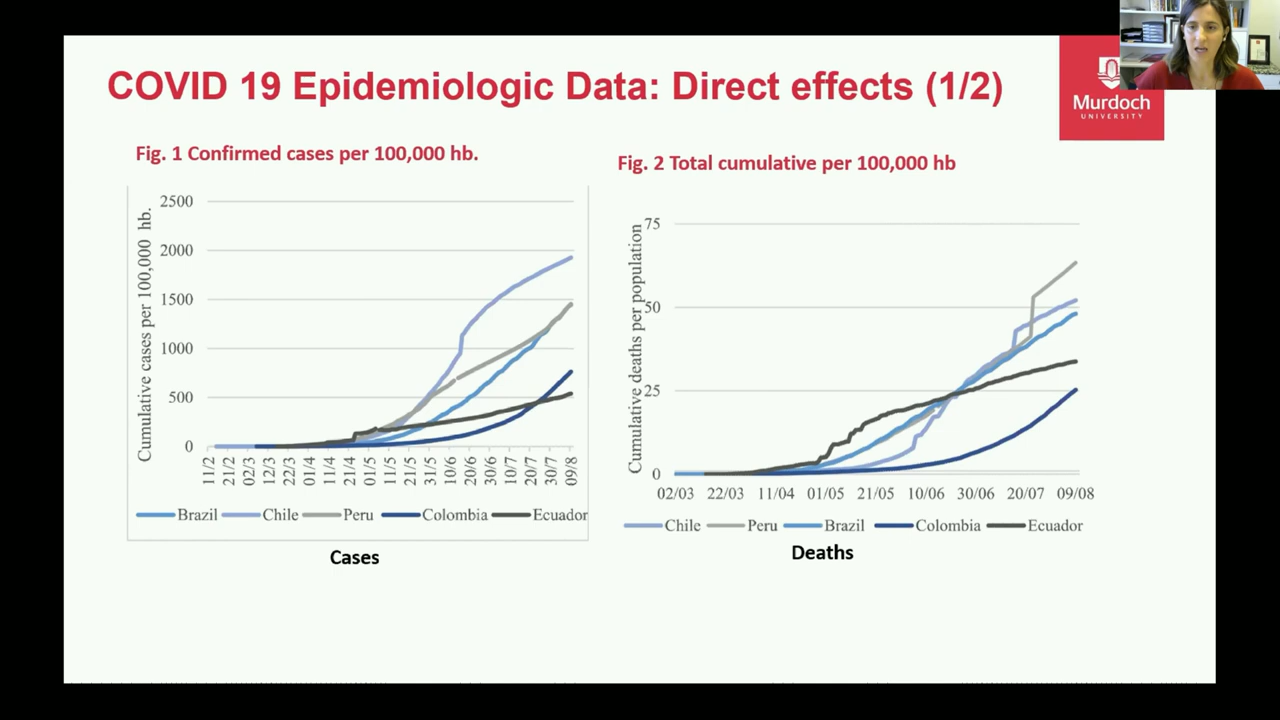 COVID 19 Epidemiologic Data: Direct effects (1/2)
Murdoch
UNIVERSITY
Fig. 1 Confirmed cases per 100,000 hb.
Cumulative cases per 100,000 hb.
2500
2000
1500
1000
500
0
11/2 21/2 02/3 12/3 22/3 01/4 11/4 21/4 01/5 11/5 21/5 31/5 10/6 20/6 30/6 10/7 20/7 30/7 09/8
Brazil Chile Peru Colombia Ecuador
Cases
Fig. 2 Total cumulative per 100,000 hb
Cumulative deaths per population
75
50
25
0
02/03 22/03 11/04 01/05 21/05 10/06 30/06 20/07 09/08
Chile Peru Brazil Colombia Ecuador
Deaths